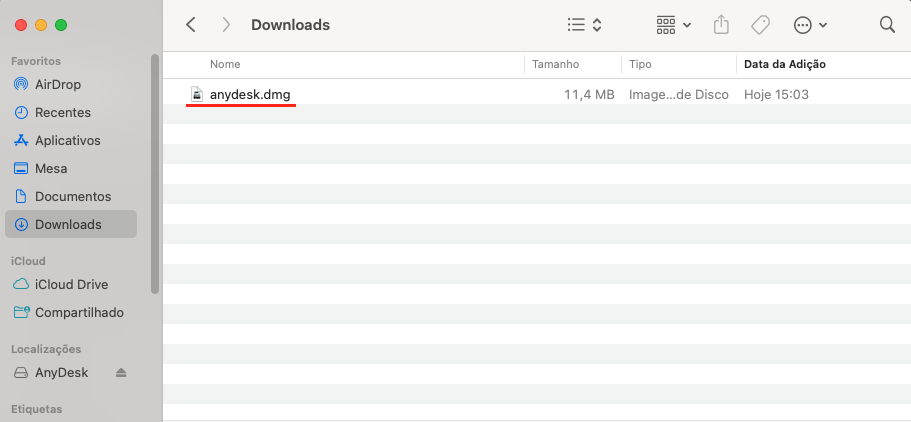 Downloads
Favoritos
AirDrop
Recentes
Aplicativos
Mesa
Documentos
Downloads
iCloud
iCloud Drive
Compartilhado
Localizações
AnyDesk
Etiquetas
Nome Tamanho Tipo Data da Adição
anydesk.dmg 11,4 MB Image...de Disco Hoje 15:03